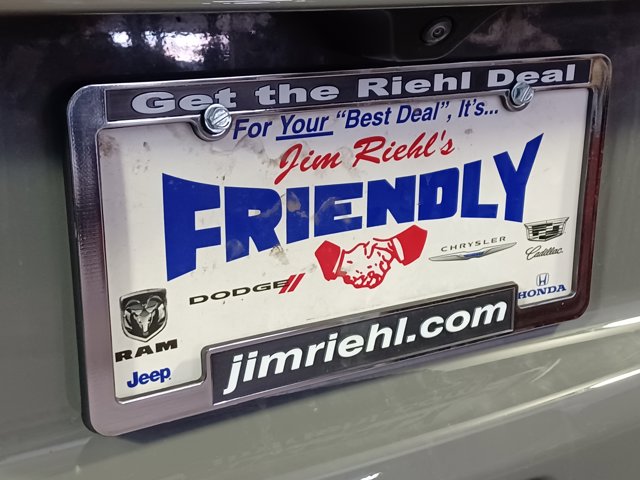 Get the Riehl Deal
For Your "Best Deal", It's...
Jim Riehl's
FRIENDLY
DODGE
CHRYSLER
Cadillac
RAM
HONDA
Jeep
jimriehl.com